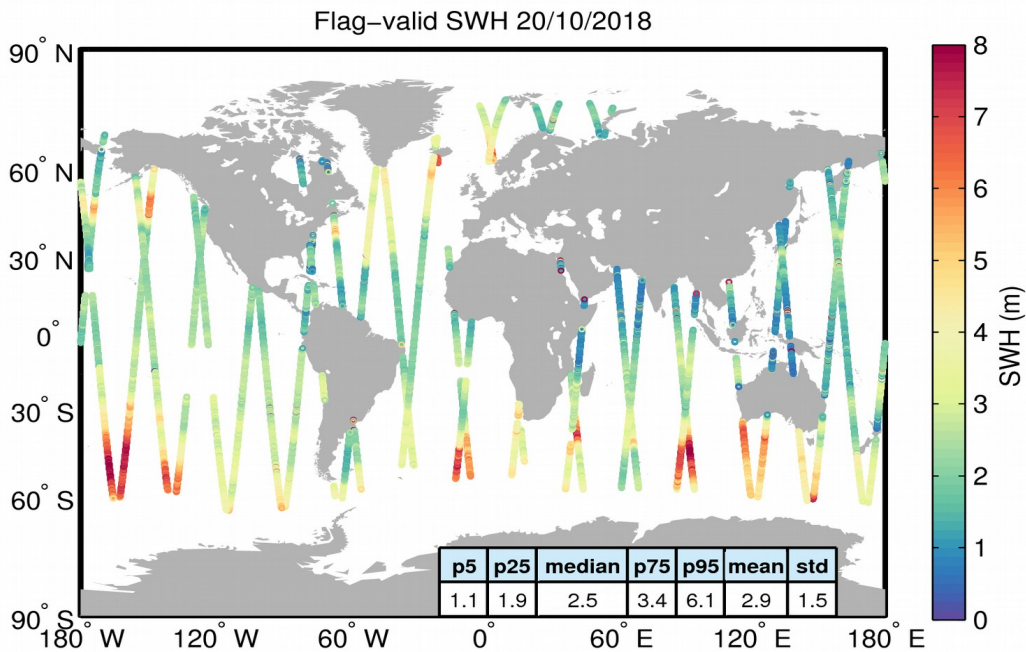 Flag−valid SWH 20/10/2018
90° N
60° N
30° N
0°
30° S
60° S
90° S
180° W
120° W
60° W
0°
60° E
120° E
180° E
8
7
6
5
4
3
2
1
0
SWH (m)
p5 p25 median p75 p95 mean std
1.1 1.9 2.5 3.4 6.1 2.9 1.5